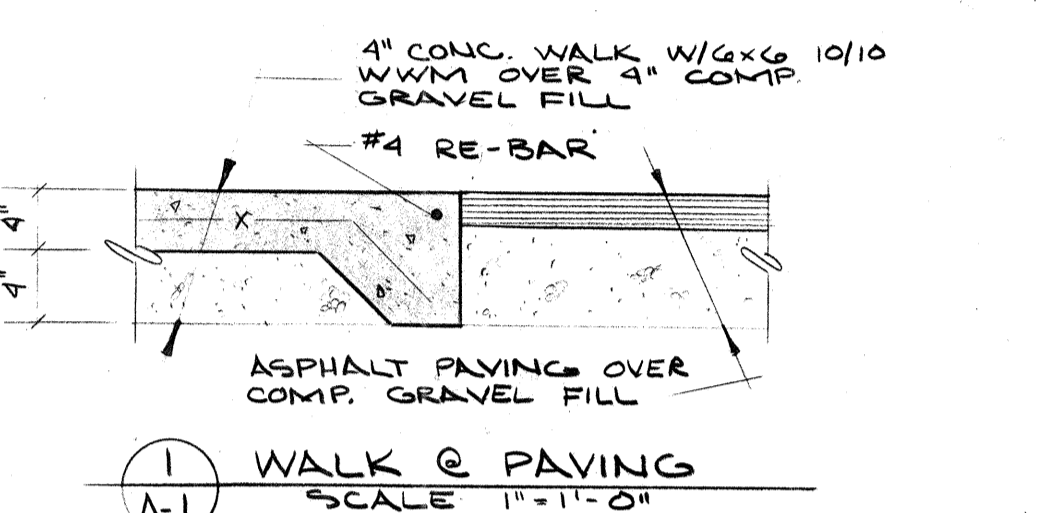 4" CONC. WALK W/6x6 10/10
WWM OVER 4" COMP.
GRAVEL FILL
#4 RE-BAR
4"
X
4"
ASPHALT PAVING OVER
COMP. GRAVEL FILL
1 WALK @ PAVING
A-1 SCALE 1"=1'-0"